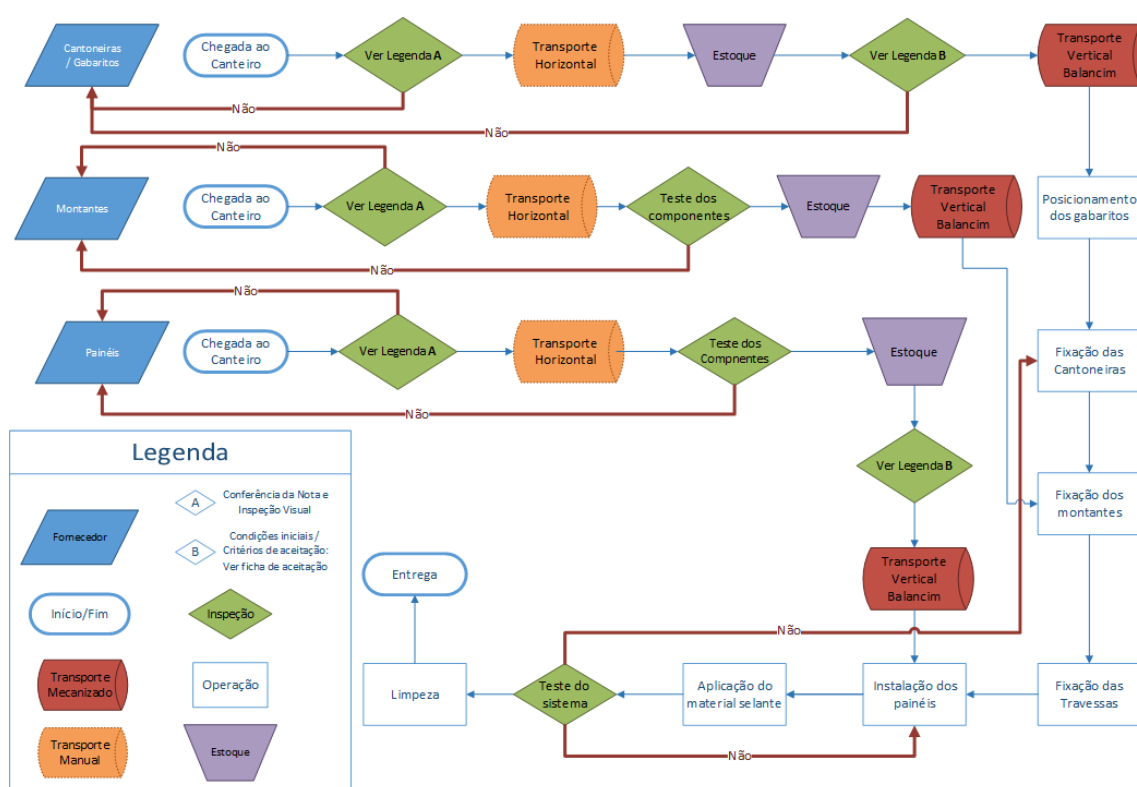 Cantoneiras
/ Gabaritos
Chegada ao
Canteiro
Ver Legenda A
Transporte
Horizontal
Estoque
Ver Legenda B
Transporte
Vertical
Balancim
Não
Não
Não
Montantes
Chegada ao
Canteiro
Ver Legenda A
Transporte
Horizontal
Teste dos
componentes
Estoque
Transporte
Vertical
Balancim
Posicionamento
dos gabaritos
Não
Não
Painéis
Chegada ao
Canteiro
Ver Legenda A
Transporte
Horizontal
Teste dos
Compnentes
Estoque
Fixação das
Cantoneiras
Não
Ver Legenda B
Fixação dos
montantes
Transporte
Vertical
Balancim
Entrega
Não
Limpeza
Teste do
sistema
Aplicação do
material selante
Instalação dos
painéis
Fixação das
Travessas
Não
Legenda
Fornecedor
A
Conferência da Nota e
Inspeção Visual
B
Condições iniciais /
Critérios de aceitação:
Ver ficha de aceitação
Início/Fim
Inspeção
Transporte
Mecanizado
Operação
Transporte
Manual
Estoque